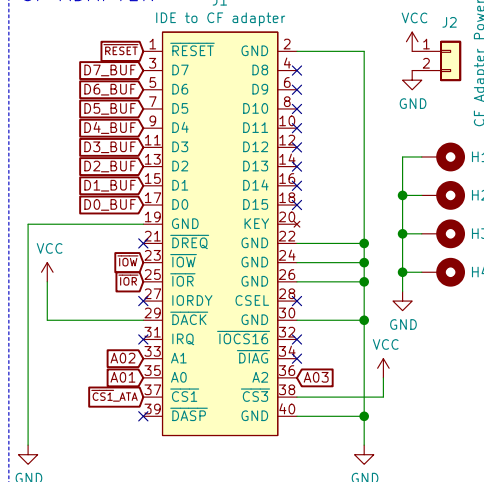 IDE to CF adapter
RESET 1 RESET GND 2
D7_BUF 3 D7 D8 4
D6_BUF 5 D6 D9 6
D5_BUF 7 D5 D10 8
D4_BUF 9 D4 D11 10
D3_BUF 11 D3 D12 12
D2_BUF 13 D2 D13 14
D1_BUF 15 D1 D14 16
D0_BUF 17 D0 D15 18
19 GND KEY 20
21 DREQ GND 22
IOW 23 IOW GND 24
IOR 25 IOR GND 26
27 IORDY CSEL 28
29 DACK GND 30
31 IRQ IOCS16 32
A02 33 A1 DIAG 34
A01 35 A0 A2 36 A03
CS1_ATA 37 CS1 CS3 38
39 DASP GND 40
VCC
GND
VCC
GND
VCC J2
1
2
GND
CF Adapter Power
H1
H2
H3
H4
GND